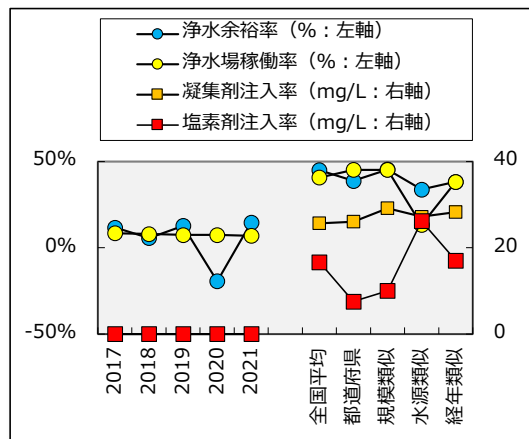 浄水余裕率(%:左軸)
浄水場稼働率(%:左軸)
凝集剤注入率(mg/L:右軸)
塩素剤注入率(mg/L:右軸)
50%
0%
-50%
40
20
0
2017
2018
2019
2020
2021
全国平均
都道府県
規模類似
水源類似
経年類似